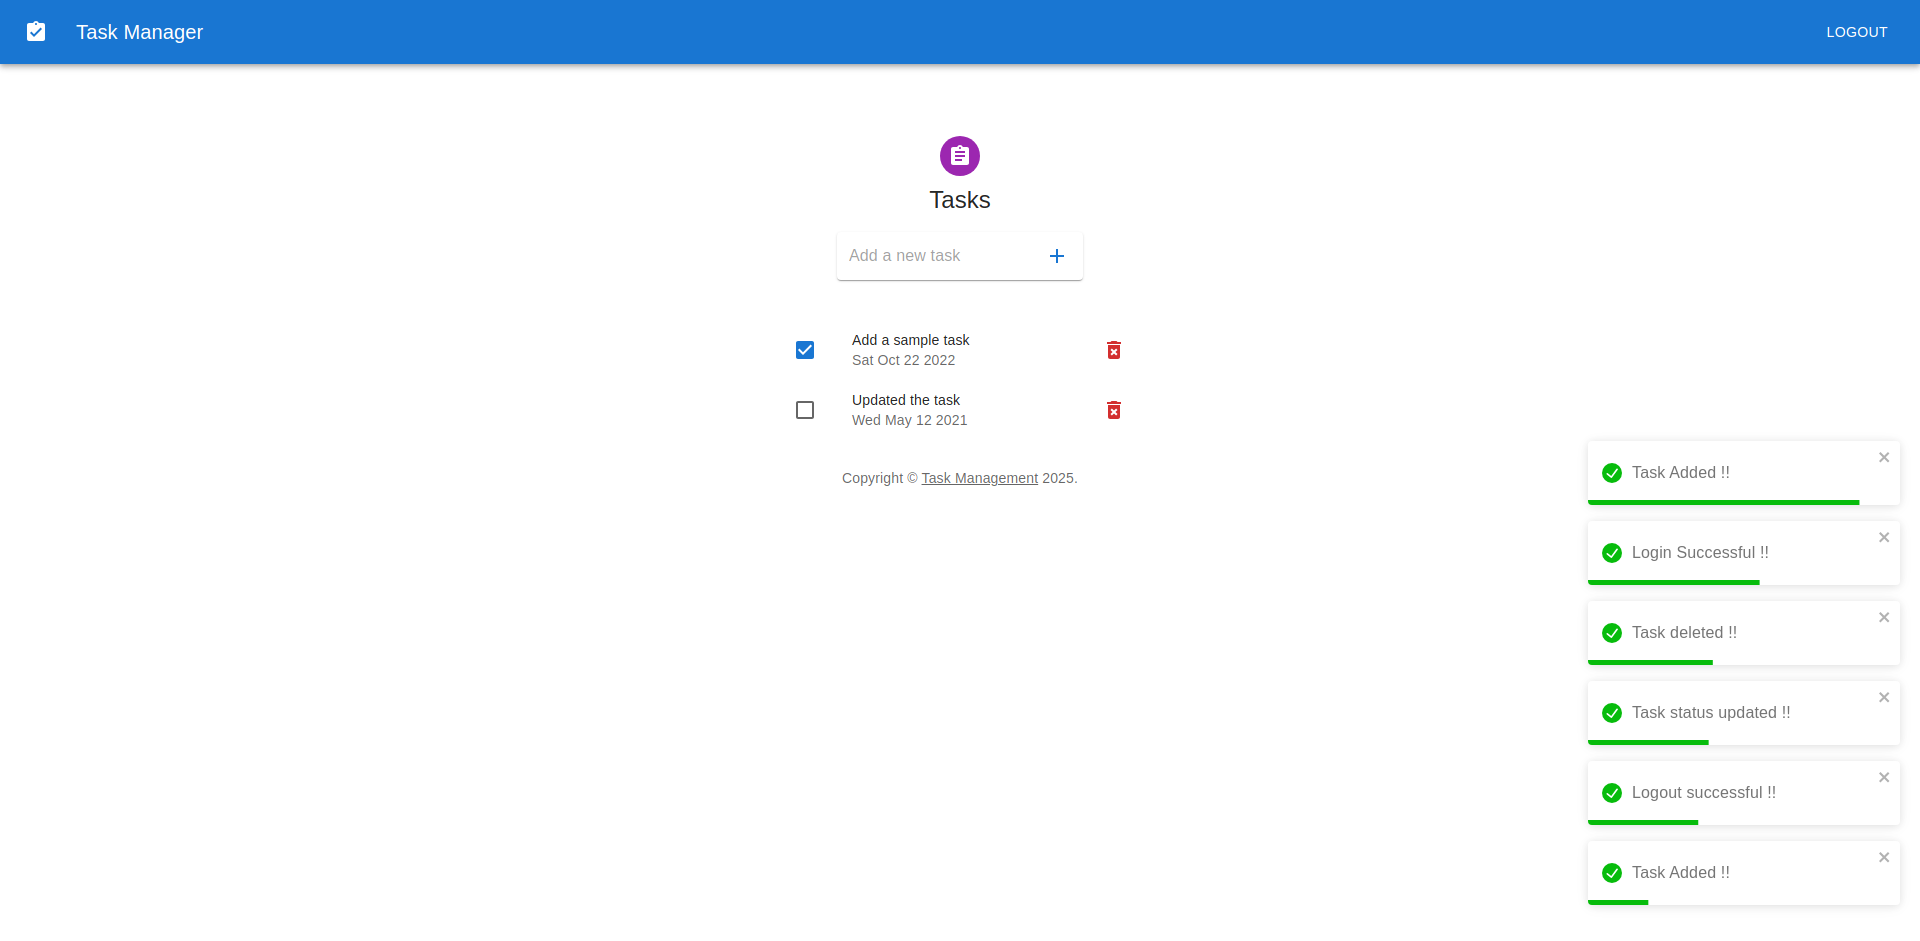 Task Manager
LOGOUT
Tasks
Add a new task
Add a sample task
Sat Oct 22 2022
Updated the task
Wed May 12 2021
Copyright © Task Management 2025.
Task Added !!
Login Successful !!
Task deleted !!
Task status updated !!
Logout successful !!
Task Added !!